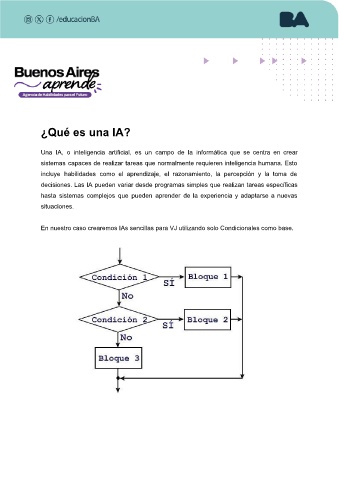 /educacionBA
BA
Buenos Aires
aprende
Agencia de Habilidades para el Futuro
¿Qué es una IA?
Una IA, o inteligencia artificial, es un campo de la informática que se centra en crear
sistemas capaces de realizar tareas que normalmente requieren inteligencia humana. Esto
incluye habilidades como el aprendizaje, el razonamiento, la percepción y la toma de
decisiones. Las IA pueden variar desde programas simples que realizan tareas específicas
hasta sistemas complejos que pueden aprender de la experiencia y adaptarse a nuevas
situaciones.
En nuestro caso crearemos IAs sencillas para VJ utilizando solo Condicionales como base.
Condición 1
SÍ
Bloque 1
No
Condición 2
SÍ
Bloque 2
No
Bloque 3